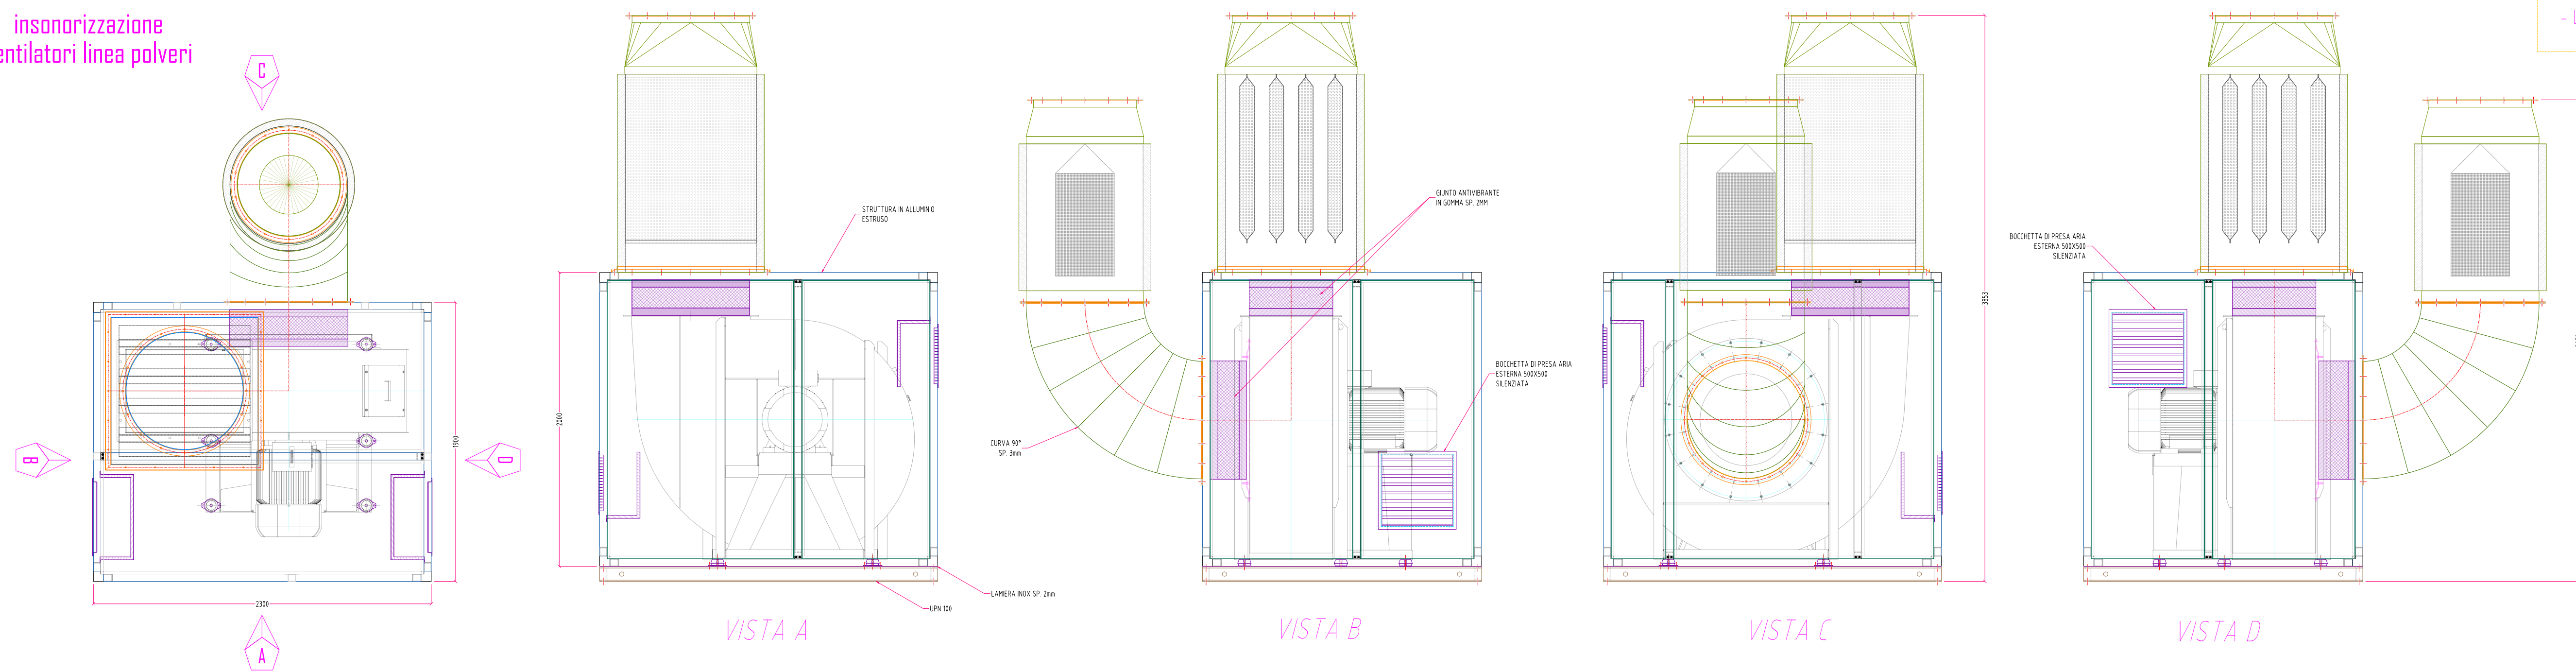 insonorizzazione
entilatori linea polveri
C
B
D
A
1900
2300
STRUTTURA IN ALLUMINIO
ESTRUSO
2000
LAMIERA INOX SP. 2mm
UPN 100
VISTA A
GIUNTO ANTIVIBRANTE
IN GOMMA SP. 2MM
BOCCHETTA DI PRESA ARIA
ESTERNA 500X500
SILENZIATA
CURVA 90°
SP. 3mm
VISTA B
3853
VISTA C
BOCCHETTA DI PRESA ARIA
ESTERNA 500X500
SILENZIATA
VISTA D